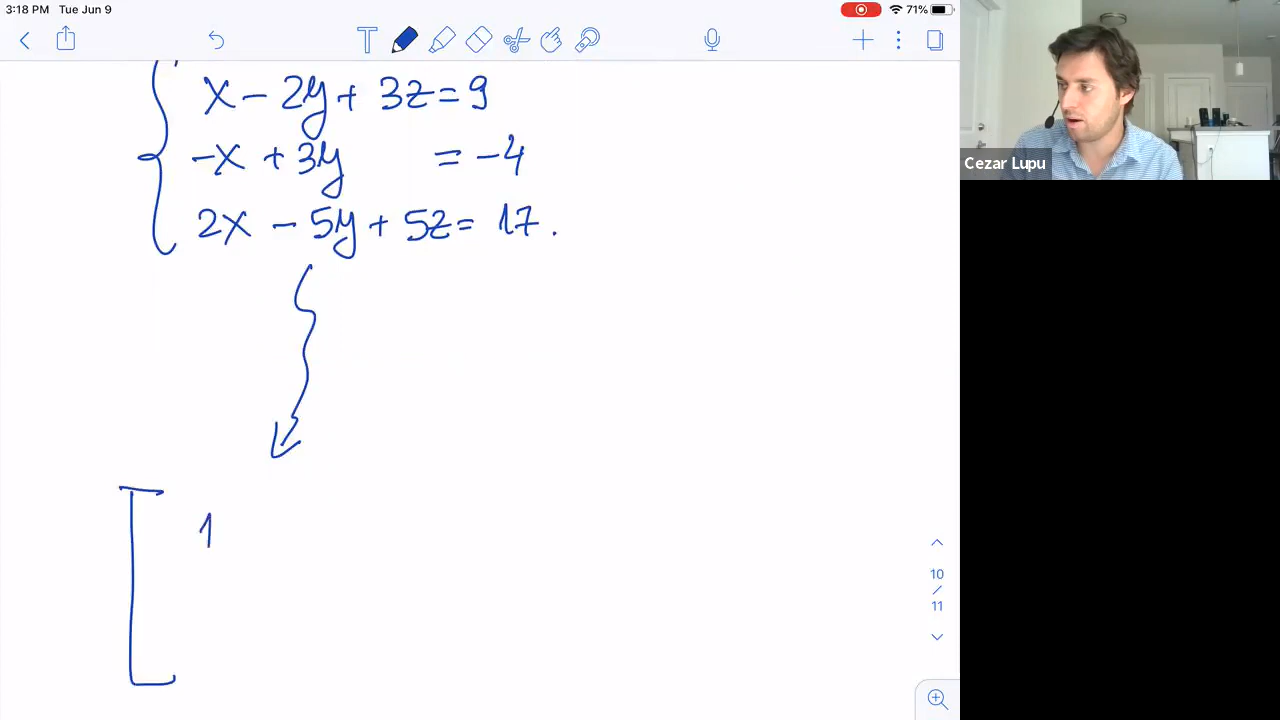 3:18 PM Tue Jun 9
71%
x - 2y + 3z = 9
-x + 3y = -4
2x - 5y + 5z = 17.
[ 1
10
/
11
Cezar Lupu